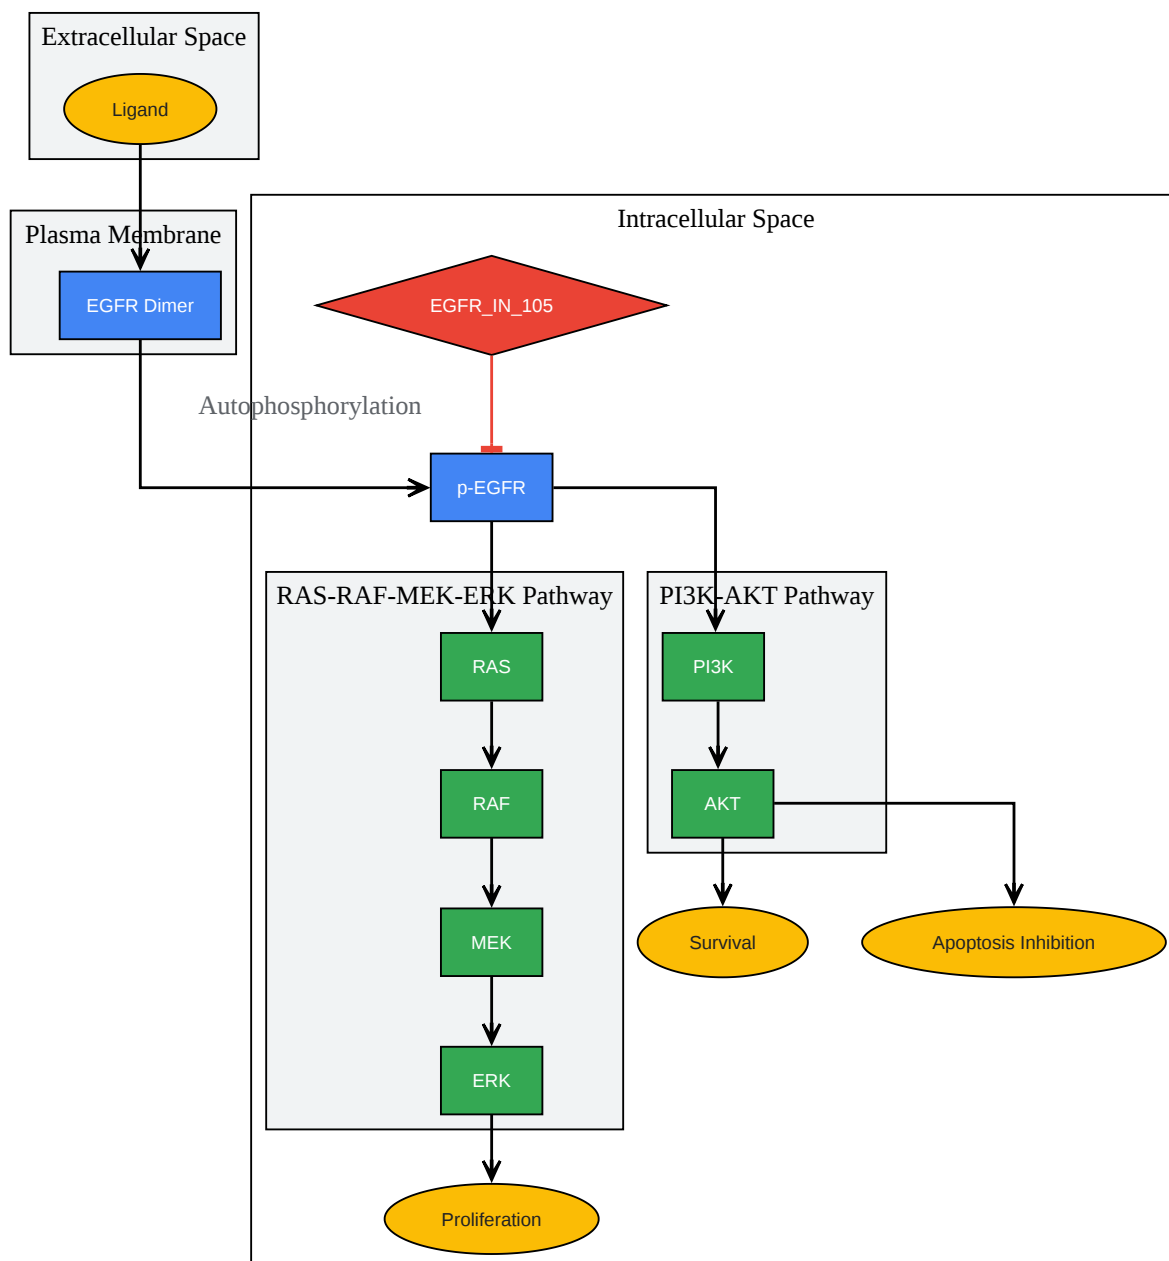 Extracellular Space
Ligand
Plasma Membrane
EGFR Dimer
Intracellular Space
EGFR_IN_105
Autophosphorylation
p-EGFR
RAS-RAF-MEK-ERK Pathway
PI3K-AKT Pathway
RAS
PI3K
RAF
AKT
MEK
Survival
Apoptosis Inhibition
ERK
Proliferation